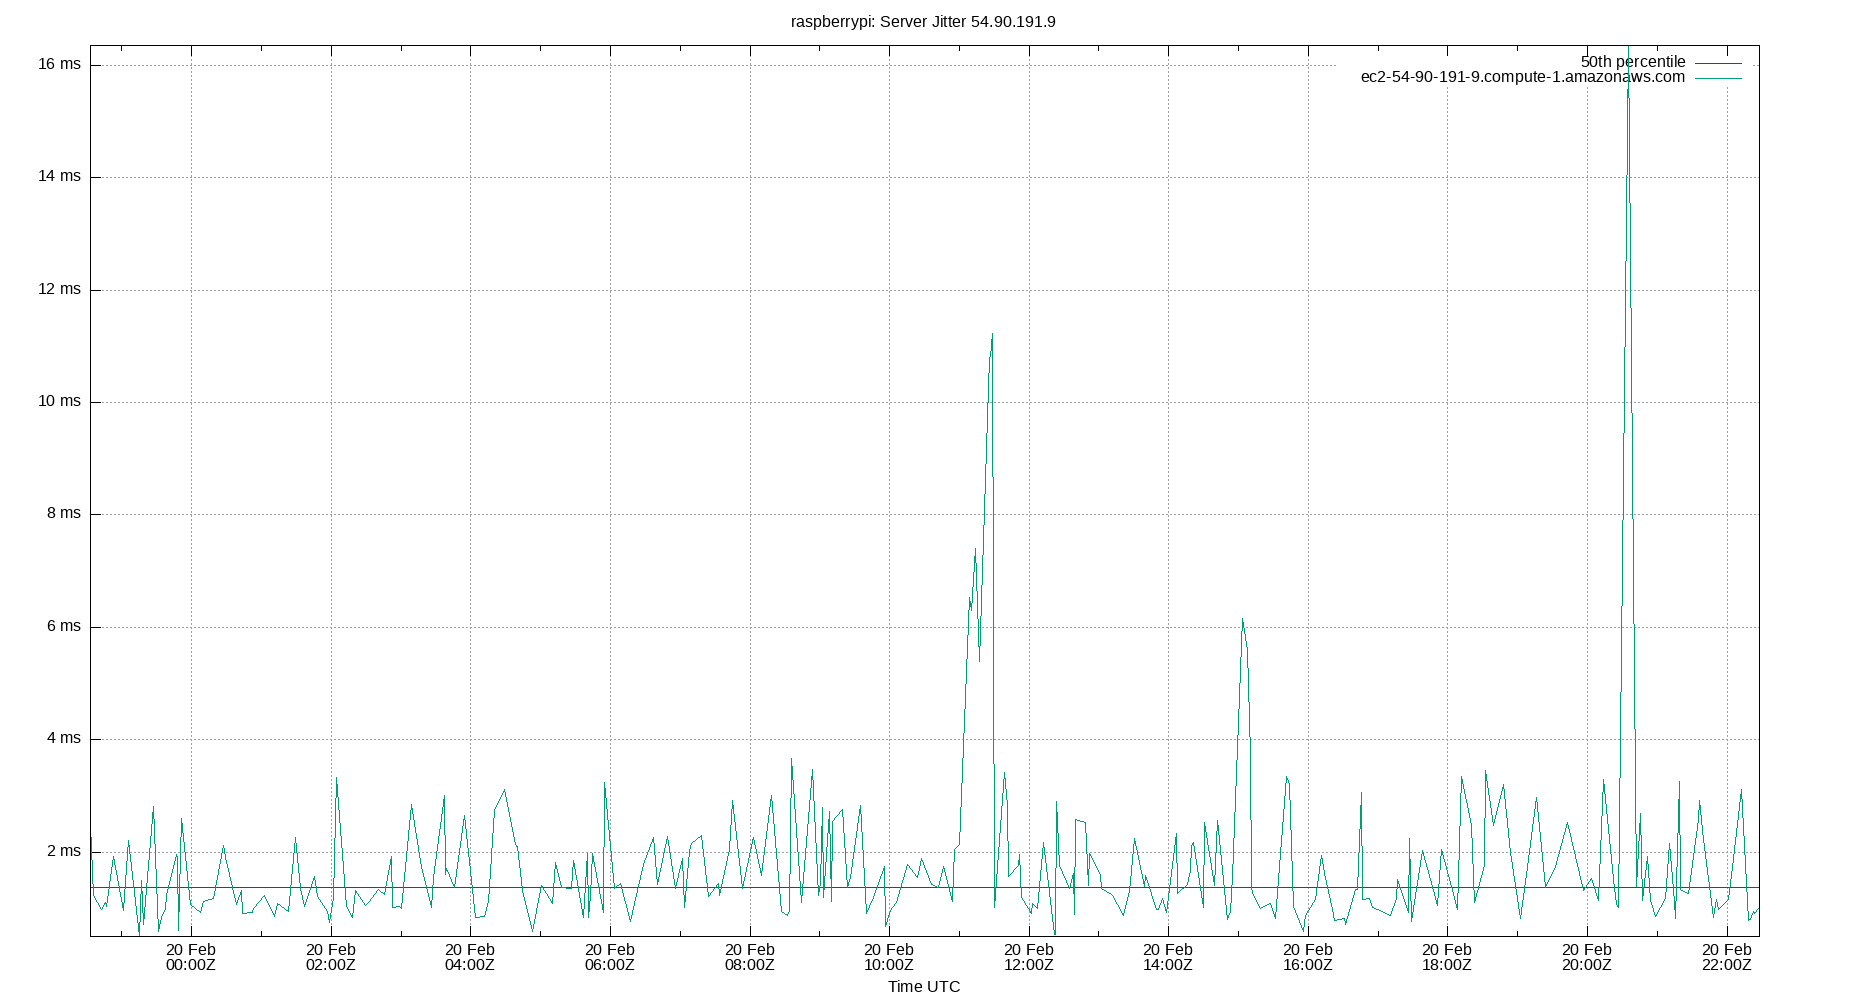 raspberrypi: Server Jitter 54.90.191.9
50th percentile
ec2-54-90-191-9.compute-1.amazonaws.com
16 ms
14 ms
12 ms
10 ms
8 ms
6 ms
4 ms
2 ms
20 Feb 20 Feb 20 Feb 20 Feb 20 Feb 20 Feb 20 Feb 20 Feb 20 Feb 20 Feb 20 Feb 20 Feb
00:00Z 02:00Z 04:00Z 06:00Z 08:00Z 10:00Z 12:00Z 14:00Z 16:00Z 18:00Z 20:00Z 22:00Z
Time UTC